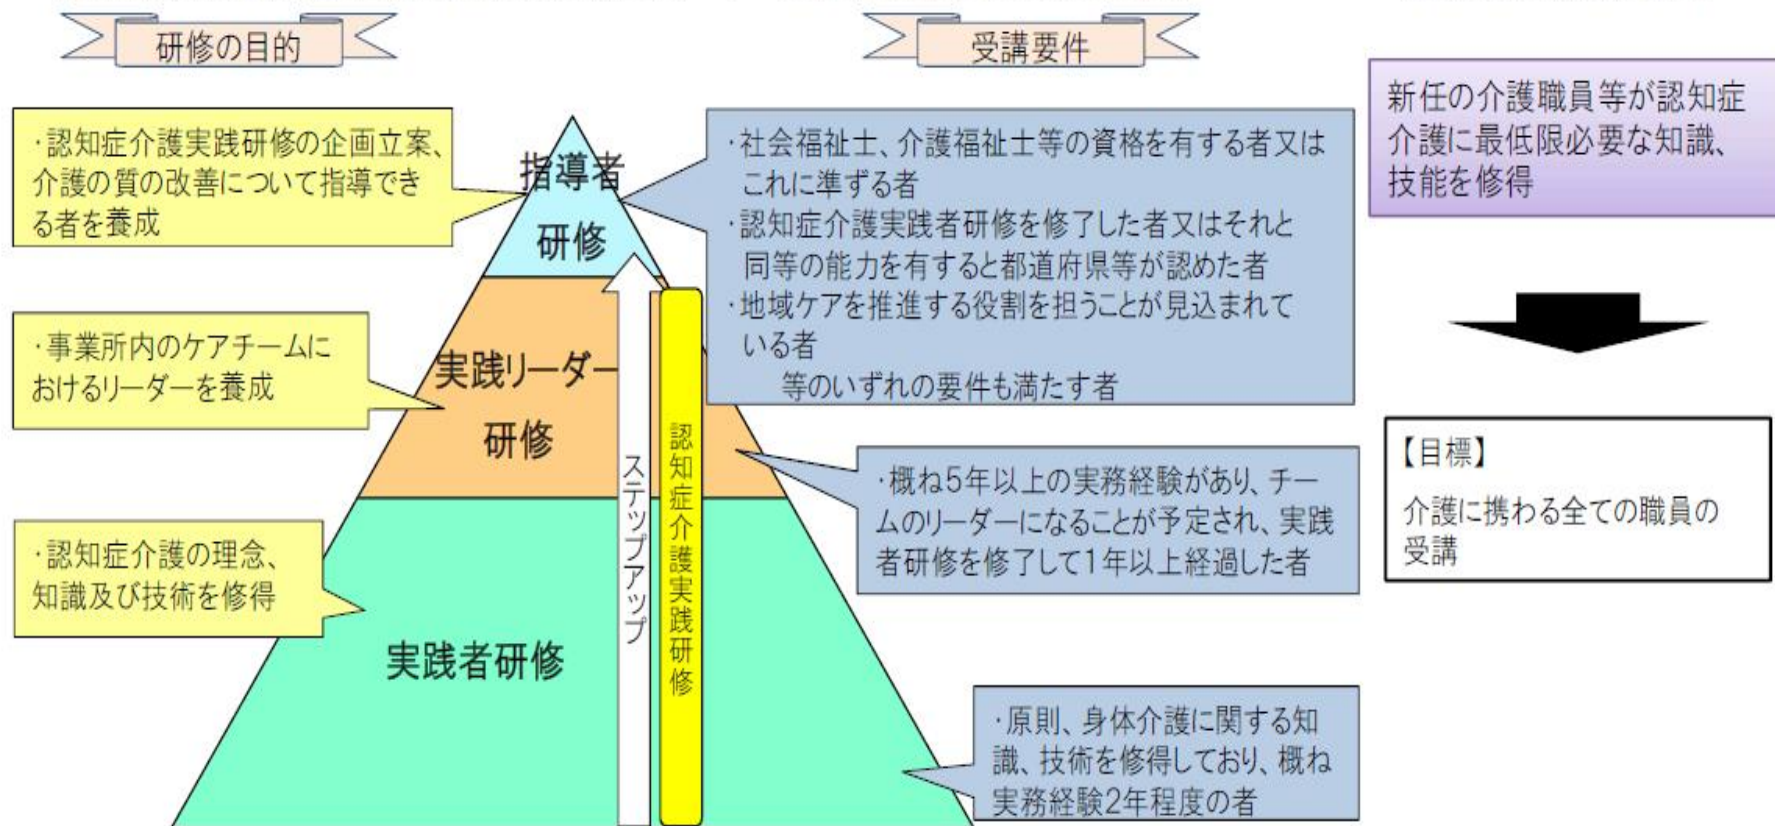 研修の目的
受講要件
・認知症介護実践研修の企画立案、
介護の質の改善について指導でき
る者を養成
・事業所内のケアチームに
おけるリーダーを養成
・認知症介護の理念、
知識及び技術を修得
指導者
研修
実践リーダー
研修
実践者研修
ステップアップ
認知症介護実践研修
・社会福祉士、介護福祉士等の資格を有する者又は
これに準ずる者
・認知症介護実践者研修を修了した者又はそれと
同等の能力を有すると都道府県等が認めた者
・地域ケアを推進する役割を担うことが見込まれて
いる者
等のいずれの要件も満たす者
・概ね5年以上の実務経験があり、チー
ムのリーダーになることが予定され、実践
者研修を修了して1年以上経過した者
・原則、身体介護に関する知
識、技術を修得しており、概ね
実務経験2年程度の者
新任の介護職員等が認知症
介護に最低限必要な知識、
技能を修得
【目標】
介護に携わる全ての職員の
受講